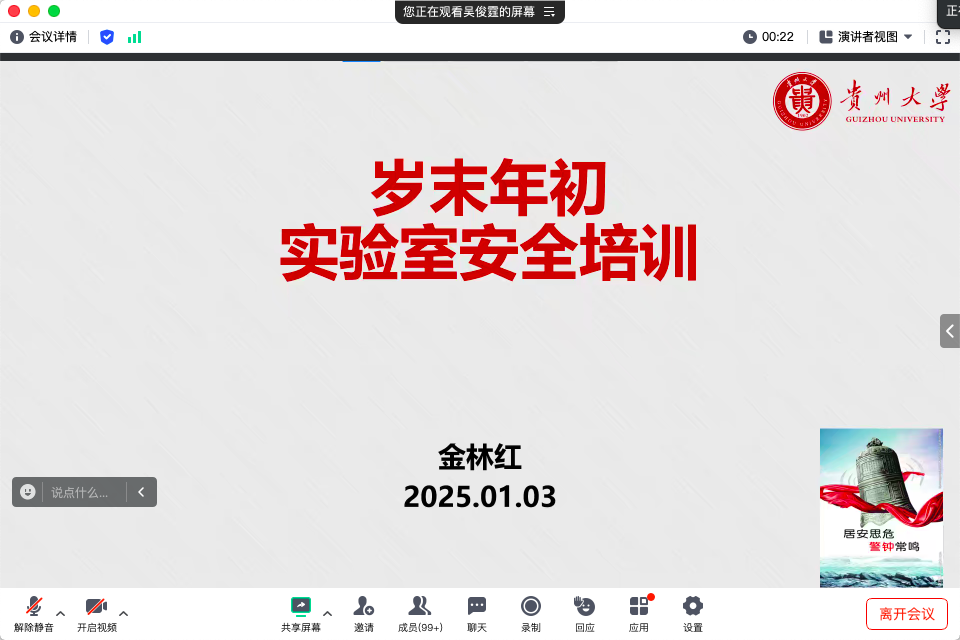 您正在观看吴俊霆的屏幕
正在
会议详情
00:22
演讲者视图
貴州大學
GUIZHOU UNIVERSITY
岁末年初
实验室安全培训
金林红
2025.01.03
说点什么...
居安思危
警钟常鸣
解除静音
开启视频
共享屏幕
邀请
成员(99+)
聊天
录制
回应
应用
设置
离开会议